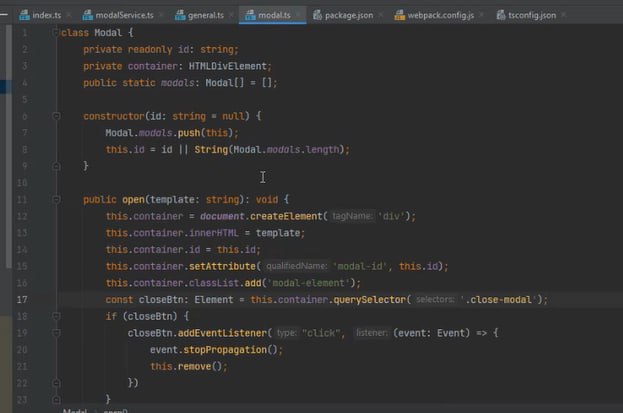 index.ts modalService.ts general.ts modal.ts package.json webpack.config.js tsconfig.json
1 class Modal {
2 private readonly id: string;
3 private container: HTMLDivElement;
4 public static modals: Modal[] = [];
5
6 constructor(id: string = null) {
7 Modal.modals.push(this);
8 this.id = id || String(Modal.modals.length);
9 }
10
11 public open(template: string): void {
12 this.container = document.createElement( tagName: 'div');
13 this.container.innerHTML = template;
14 this.container.id = this.id;
15 this.container.setAttribute( qualifiedName: 'modal-id', this.id);
16 this.container.classList.add('modal-element');
17 const closeBtn: Element = this.container.querySelector( selectors: '.close-modal');
18 if (closeBtn) {
19 closeBtn.addEventListener( type: "click", listener: (event: Event) => {
20 event.stopPropagation();
21 this.remove();
22 })
23 }
Modal open()